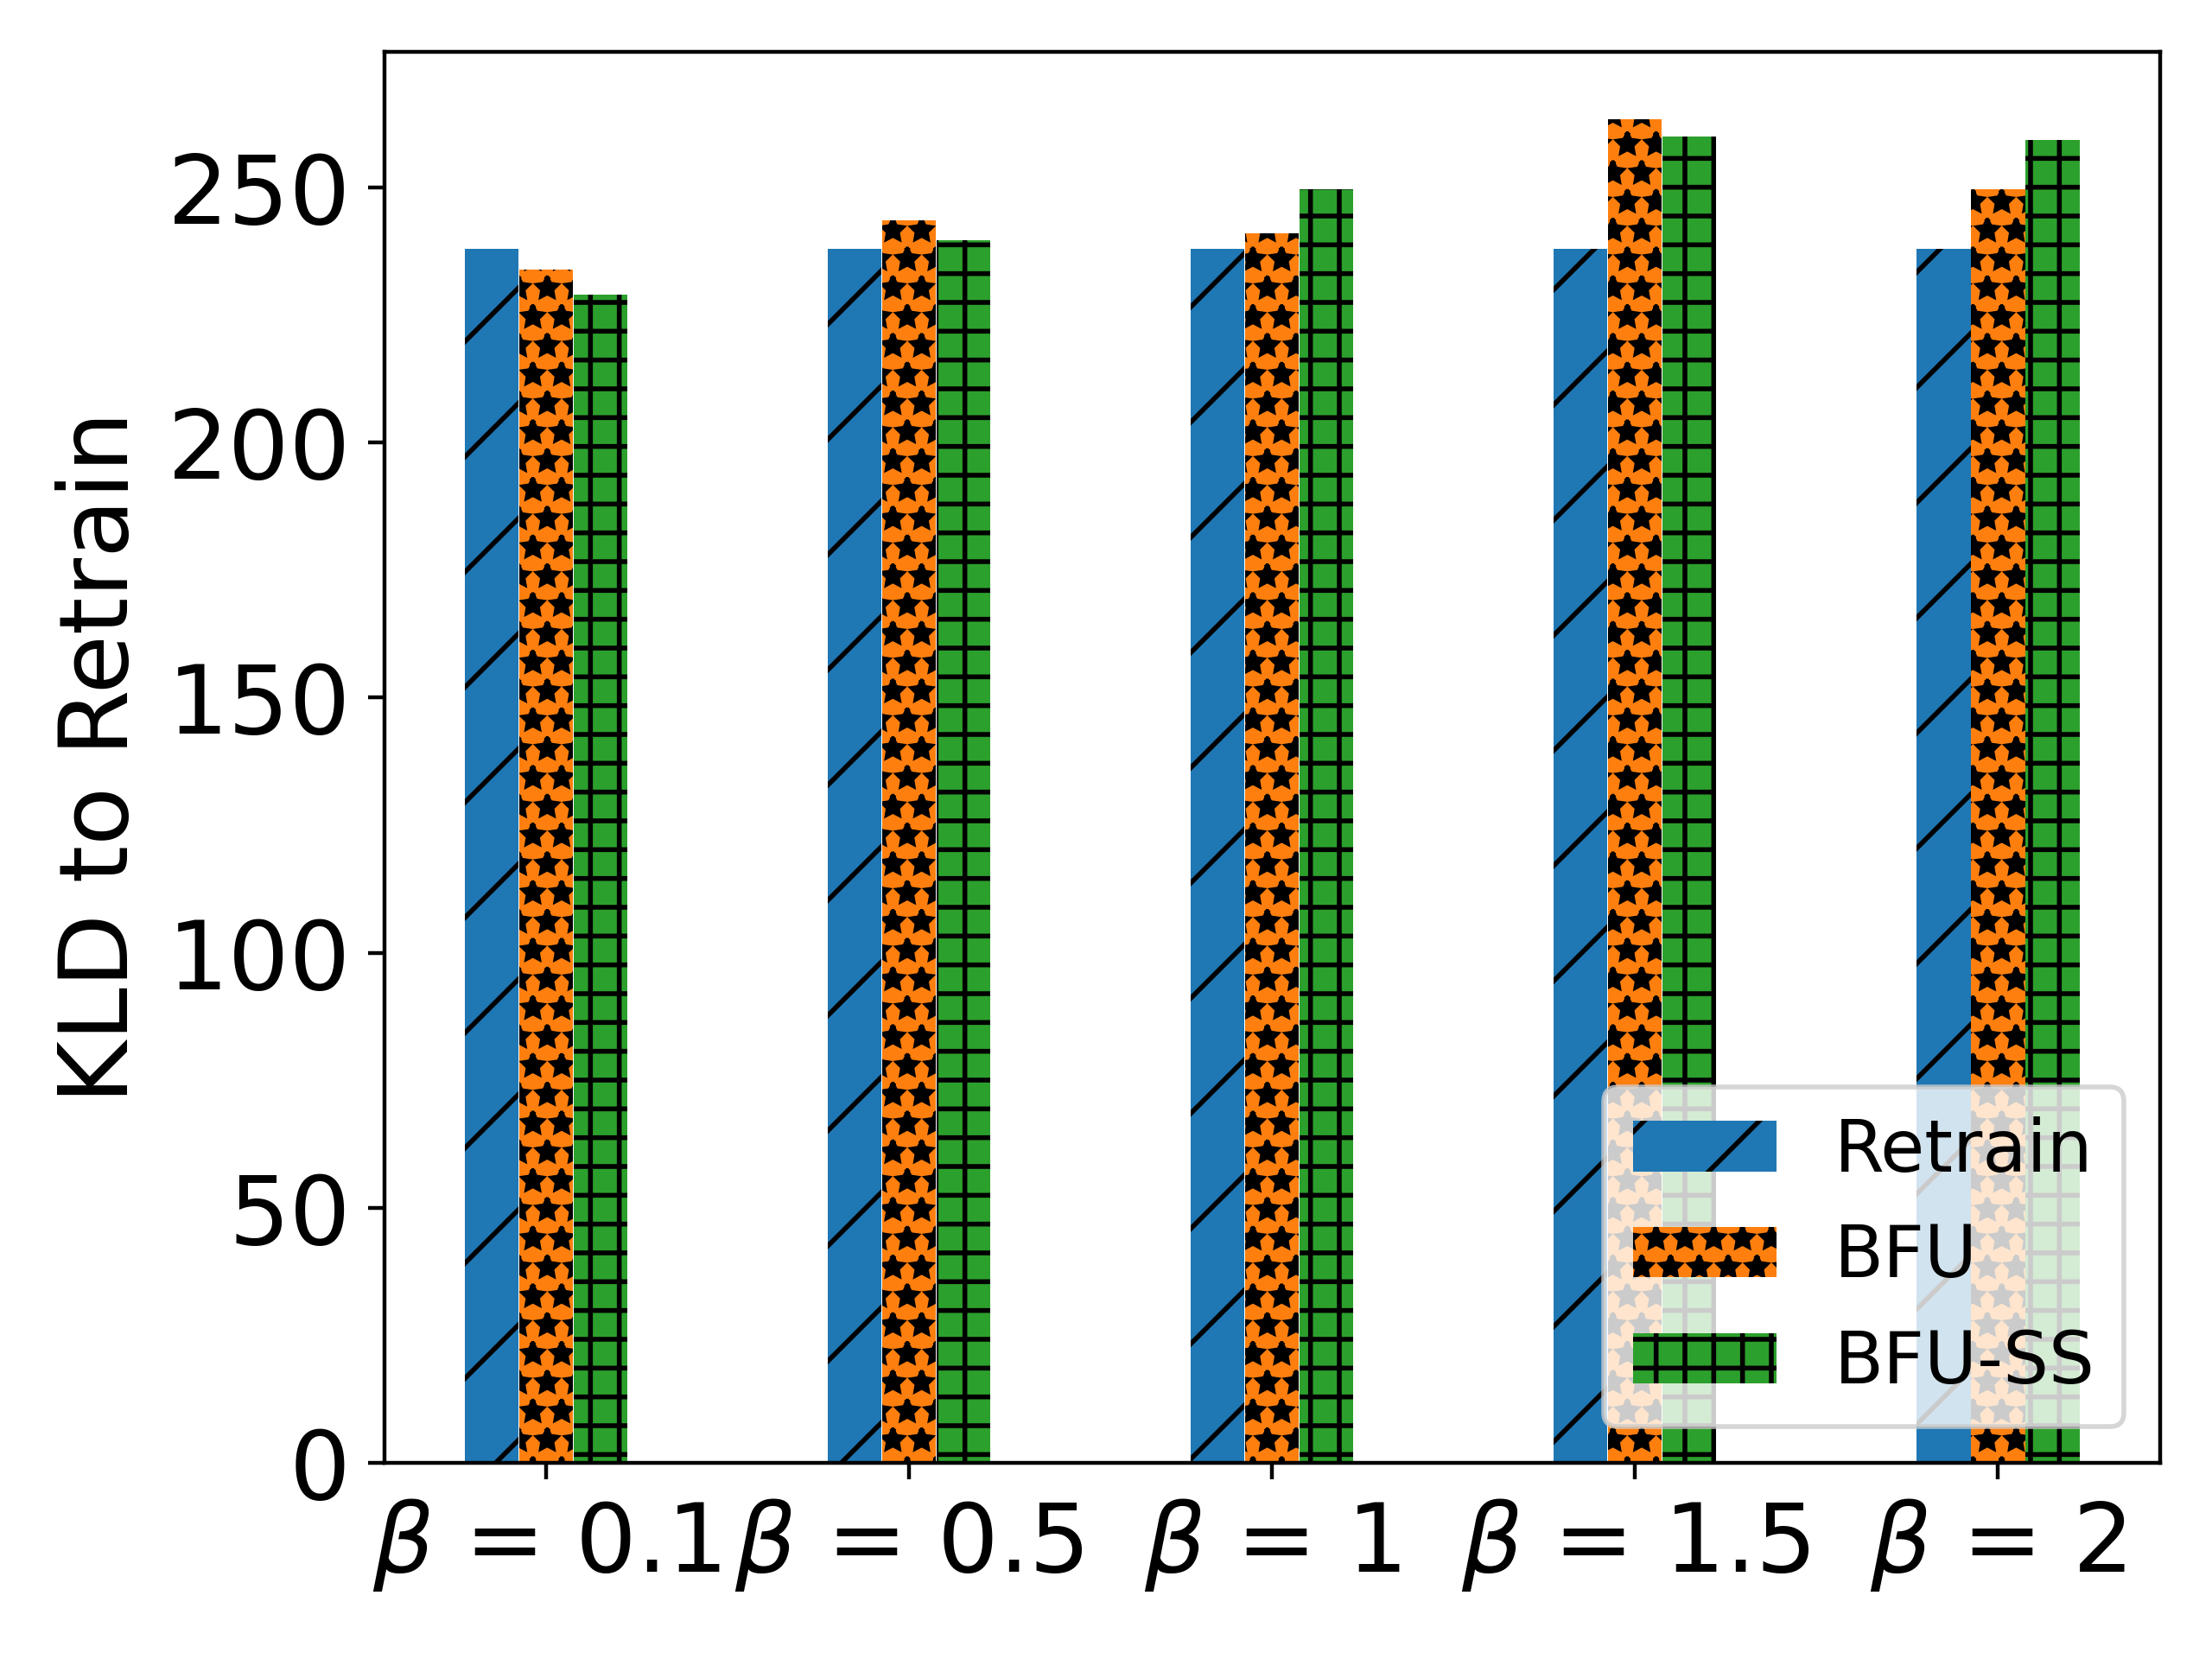 KLD to Retrain
250
200
150
100
50
0
β = 0.1 β = 0.5 β = 1 β = 1.5 β = 2
Retrain
BFU
BFU-SS